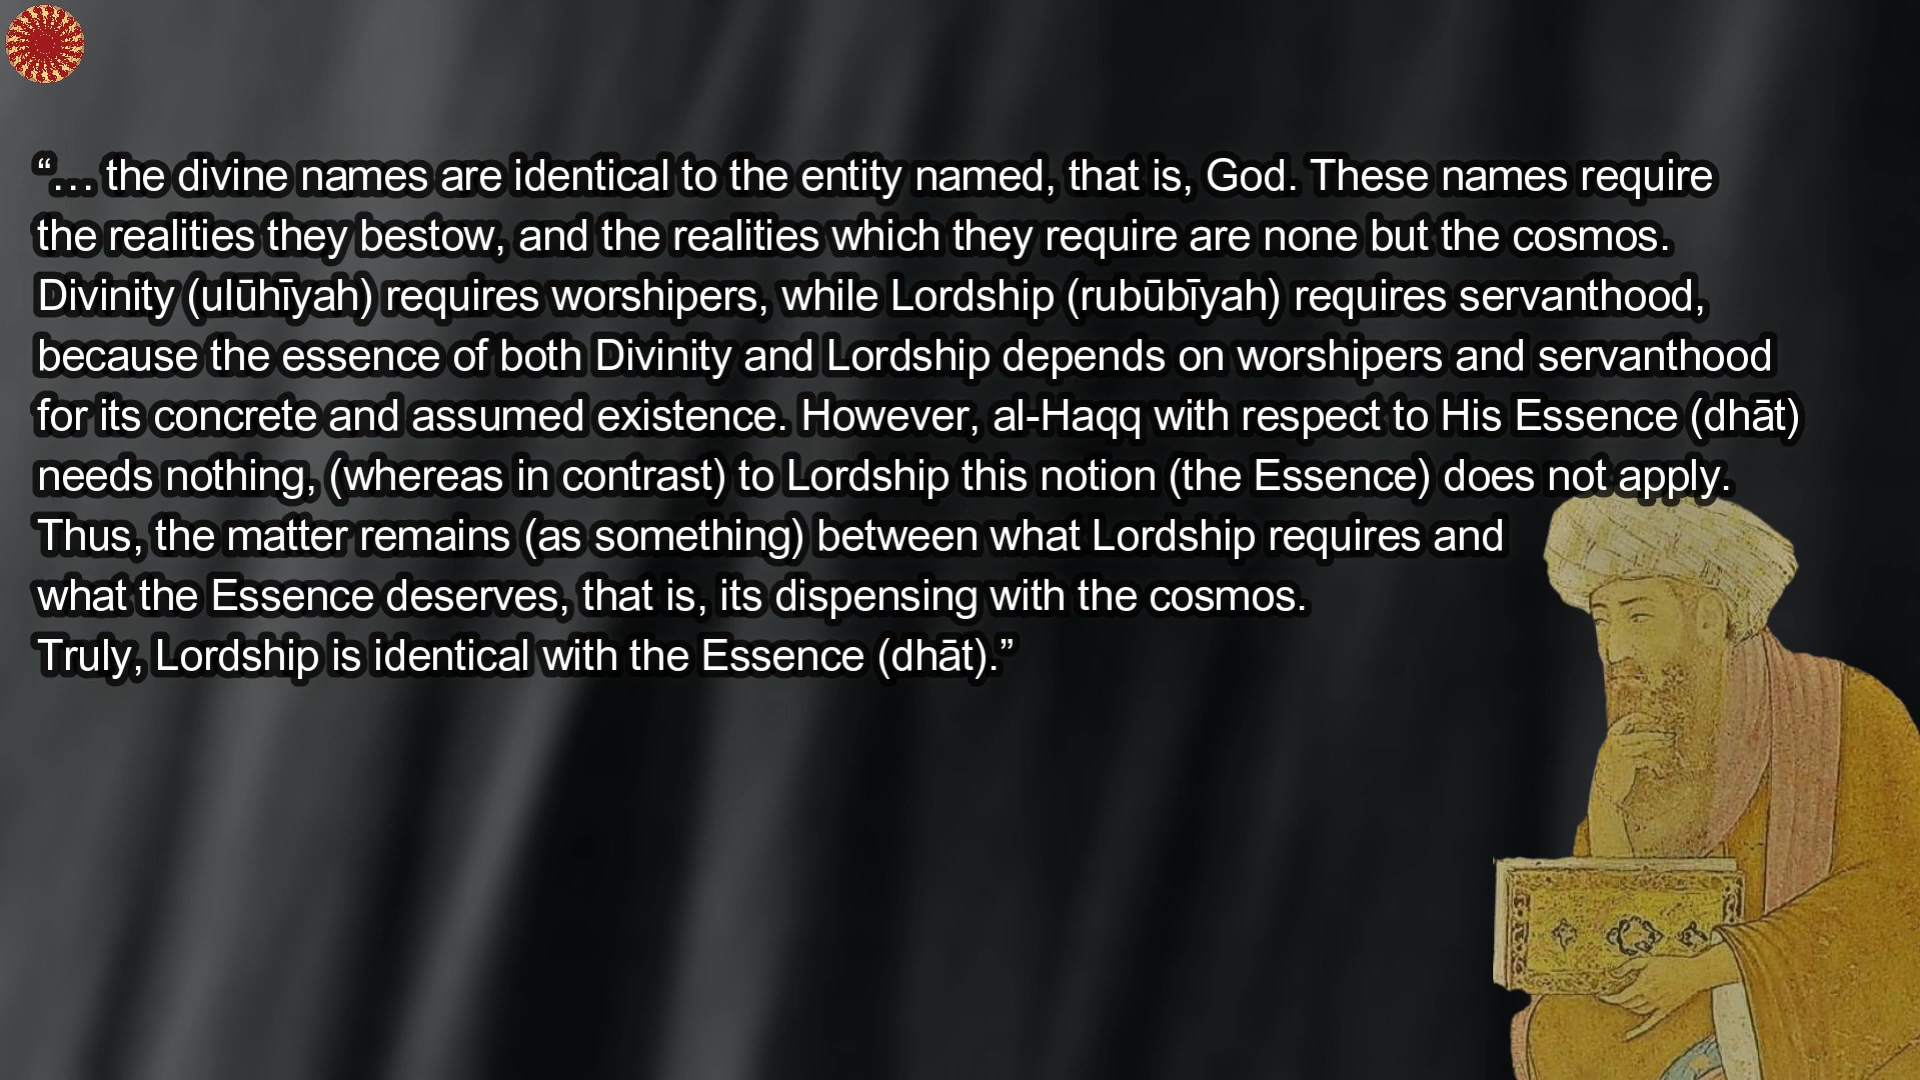 “… the divine names are identical to the entity named, that is, God. These names require
the realities they bestow, and the realities which they require are none but the cosmos.
Divinity (ulūhīyah) requires worshipers, while Lordship (rubūbīyah) requires servanthood,
because the essence of both Divinity and Lordship depends on worshipers and servanthood
for its concrete and assumed existence. However, al-Haqq with respect to His Essence (dhāt)
needs nothing, (whereas in contrast) to Lordship this notion (the Essence) does not apply.
Thus, the matter remains (as something) between what Lordship requires and
what the Essence deserves, that is, its dispensing with the cosmos.
Truly, Lordship is identical with the Essence (dhāt).”